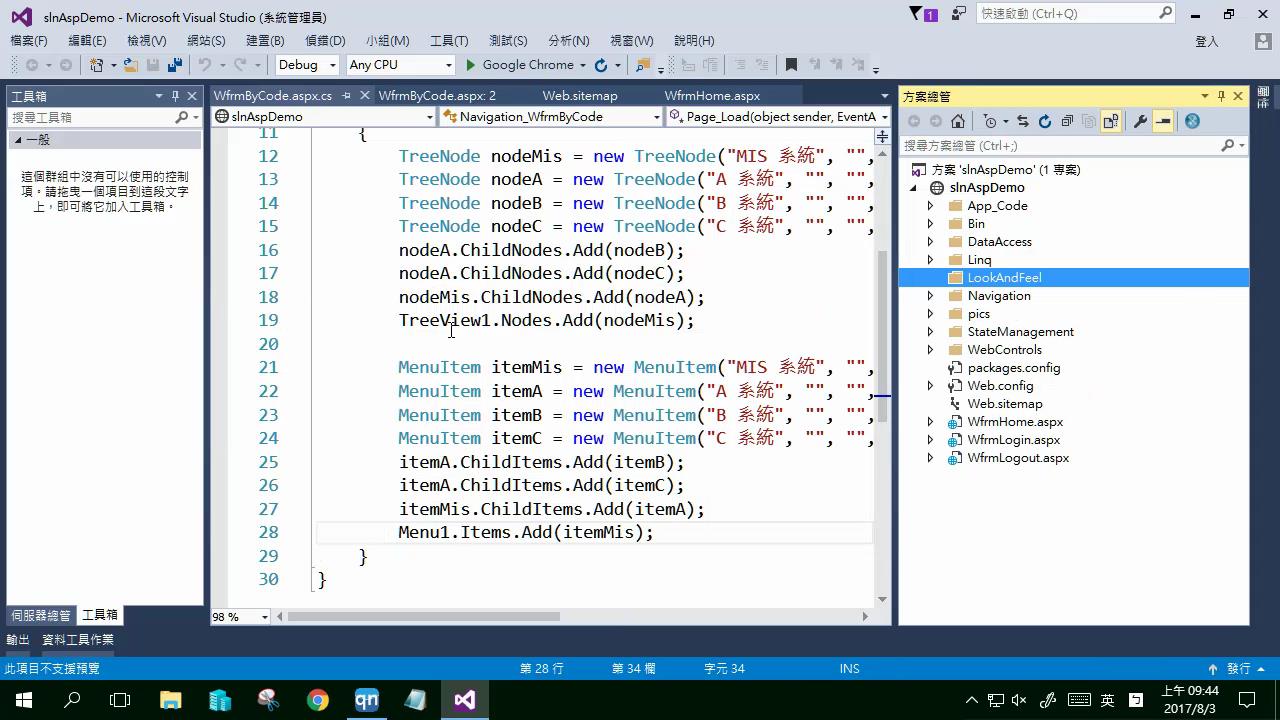 slnAspDemo - Microsoft Visual Studio (系統管理員)
1
快速啟動 (Ctrl+Q)
檔案(F) 編輯(E) 檢視(V) 網站(S) 建置(B) 偵錯(D) 小組(M) 工具(T) 測試(S) 分析(N) 視窗(W) 說明(H)
登入
Debug Any CPU Google Chrome
工具箱
搜尋工具箱
一般
這個群組中沒有可以使用的控制
項。請拖曳一個項目到這段文字
上，即可將它加入工具箱。
伺服器總管 工具箱
WfrmByCode.aspx.cs WfrmByCode.aspx: 2 Web.sitemap WfrmHome.aspx
slnAspDemo Navigation_WfrmByCode Page_Load(object sender, EventA
11 {
12 TreeNode nodeMis = new TreeNode("MIS 系統", "",
13 TreeNode nodeA = new TreeNode("A 系統", "", "",
14 TreeNode nodeB = new TreeNode("B 系統", "", "",
15 TreeNode nodeC = new TreeNode("C 系統", "", "",
16 nodeA.ChildNodes.Add(nodeB);
17 nodeA.ChildNodes.Add(nodeC);
18 nodeMis.ChildNodes.Add(nodeA);
19 TreeView1.Nodes.Add(nodeMis);
20
21 MenuItem itemMis = new MenuItem("MIS 系統", "",
22 MenuItem itemA = new MenuItem("A 系統", "", "",
23 MenuItem itemB = new MenuItem("B 系統", "", "",
24 MenuItem itemC = new MenuItem("C 系統", "", "",
25 itemA.ChildItems.Add(itemB);
26 itemA.ChildItems.Add(itemC);
27 itemMis.ChildItems.Add(itemA);
28 Menu1.Items.Add(itemMis);
29 }
30 }
98 %
方案總管
搜尋方案總管 (Ctrl+;)
方案 'slnAspDemo' (1 專案)
slnAspDemo
App_Code
Bin
DataAccess
Linq
LookAndFeel
Navigation
pics
StateManagement
WebControls
packages.config
Web.config
Web.sitemap
WfrmHome.aspx
WfrmLogin.aspx
WfrmLogout.aspx
輸出 資料工具作業
此項目不支援預覽 第 28 行 第 34 欄 字元 34 INS 發行
qn
英
上午 09:44
2017/8/3